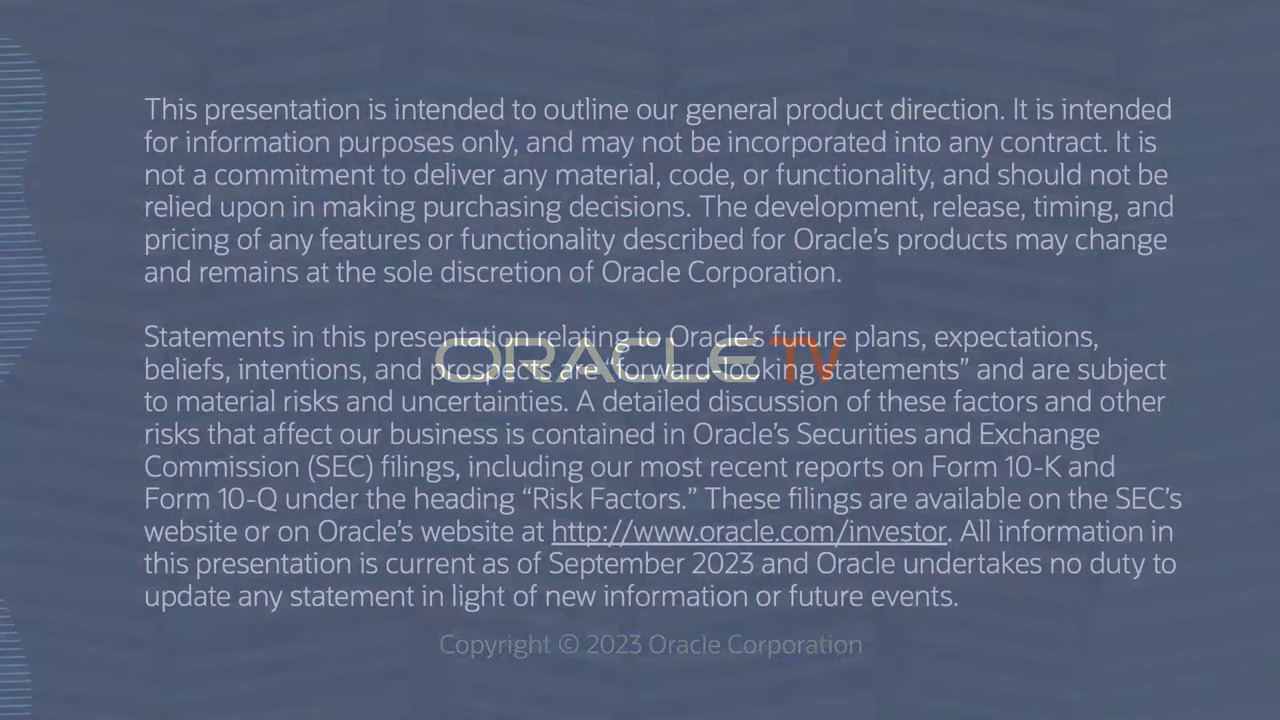 This presentation is intended to outline our general product direction. It is intended
for information purposes only, and may not be incorporated into any contract. It is
not a commitment to deliver any material, code, or functionality, and should not be
relied upon in making purchasing decisions. The development, release, timing, and
pricing of any features or functionality described for Oracle’s products may change
and remains at the sole discretion of Oracle Corporation.
Statements in this presentation relating to Oracle’s future plans, expectations,
ORACLE TV
beliefs, intentions, and prospects are “forward-looking statements” and are subject
to material risks and uncertainties. A detailed discussion of these factors and other
risks that affect our business is contained in Oracle’s Securities and Exchange
Commission (SEC) filings, including our most recent reports on Form 10-K and
Form 10-Q under the heading “Risk Factors.” These filings are available on the SEC’s
website or on Oracle’s website at http://www.oracle.com/investor. All information in
this presentation is current as of September 2023 and Oracle undertakes no duty to
update any statement in light of new information or future events.
Copyright © 2023 Oracle Corporation